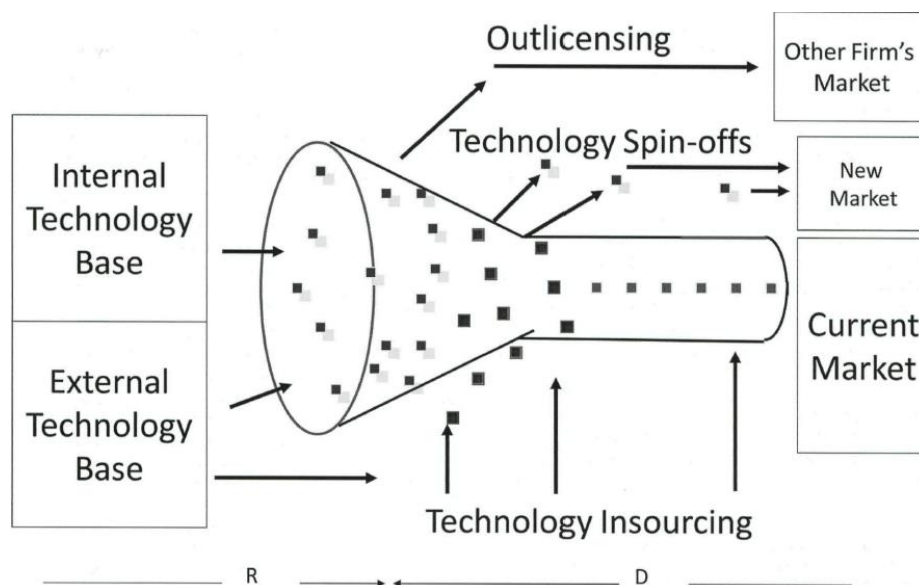 Outlicensing
Other Firm's
Market
Technology Spin-offs
New
Market
Internal
Technology
Base
External
Technology
Base
Current
Market
Technology Insourcing
R
D